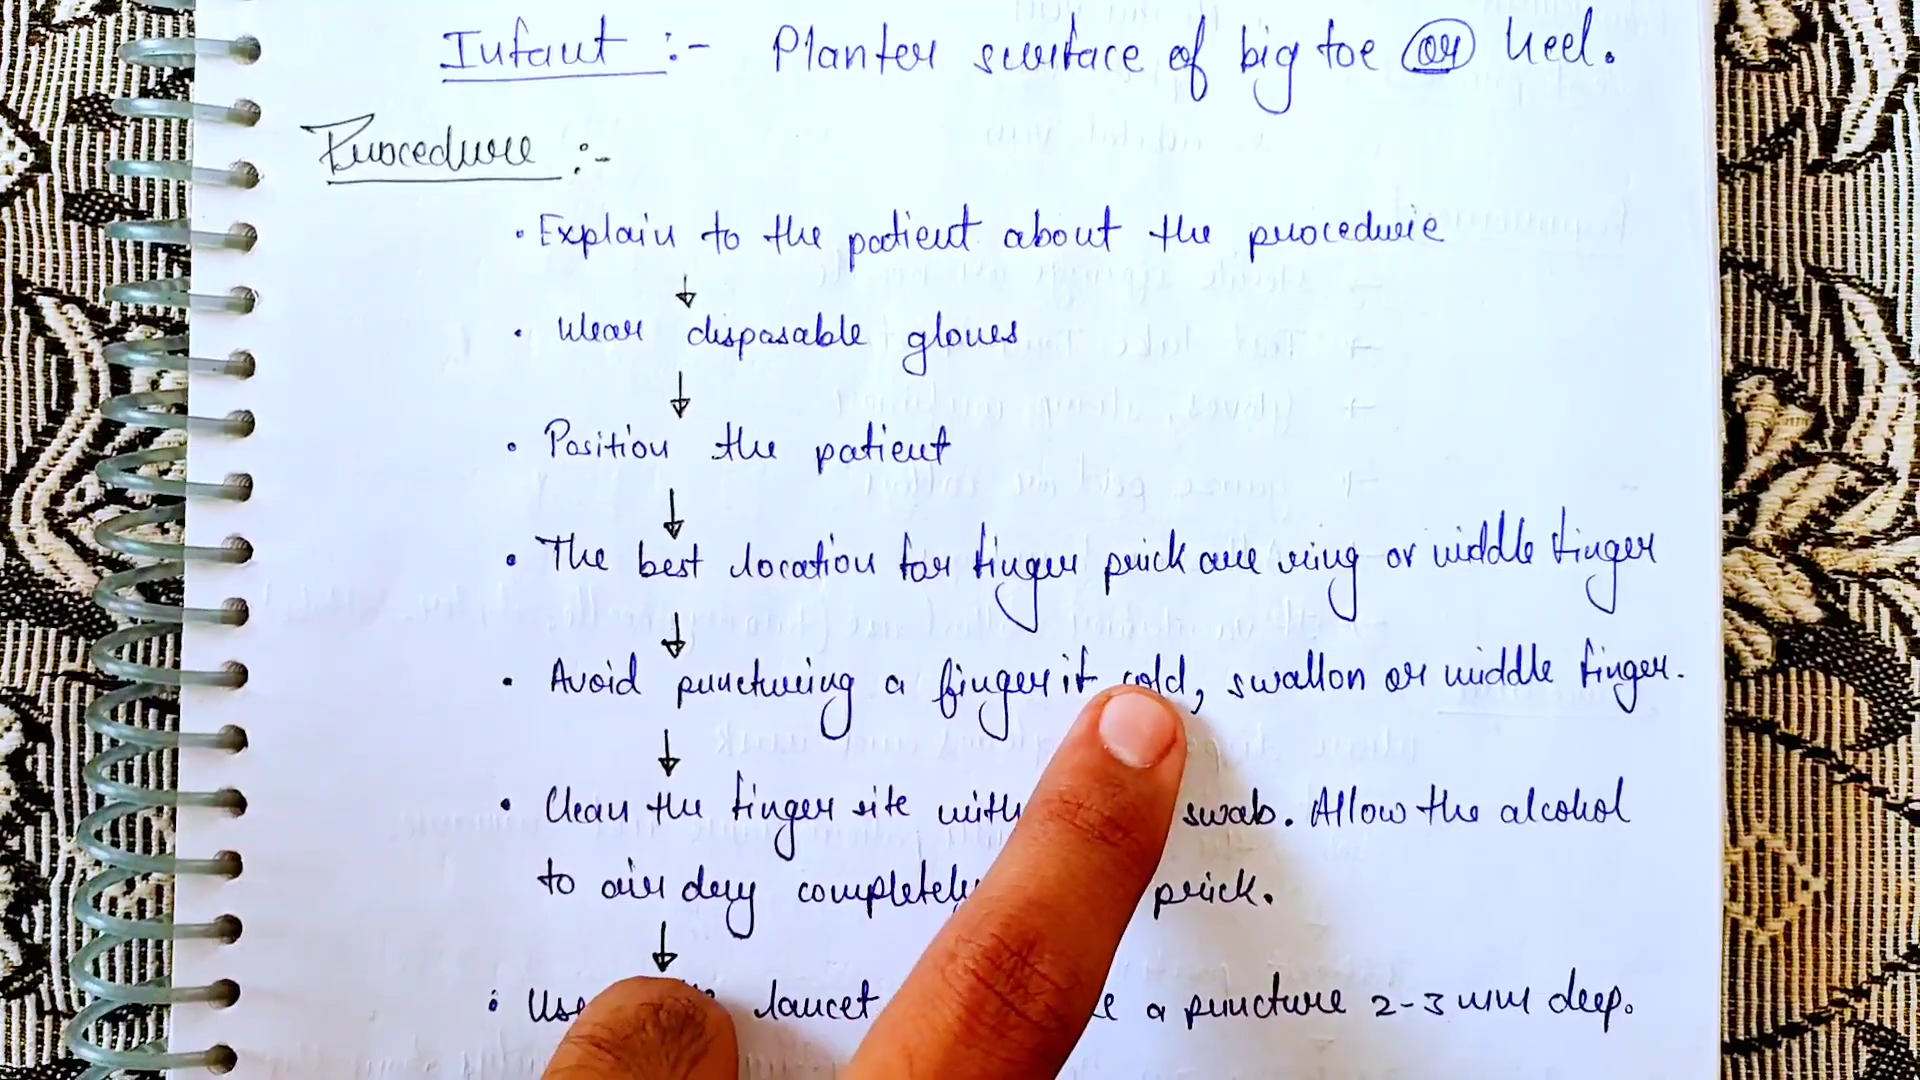 Infant :- Planter surface of big toe or heel.
Procedure :-
• Explain to the patient about the procedure
↓
• Wear disposable gloves
↓
• Position the patient
↓
• The best location for finger prick are ring or middle finger
↓
• Avoid puncturing a finger if cold, swallon or middle finger.
↓
• Clean the finger site with swab. Allow the alcohol
to air dry completely prick.
↓
• Use lancet a puncture 2-3 mm deep.